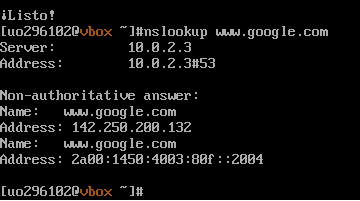 ¡Listo!
[uo296102@vbox ~]#nslookup www.google.com
Server:         10.0.2.3
Address:        10.0.2.3#53
Non-authoritative answer:
Name:   www.google.com
Address: 142.250.200.132
Name:   www.google.com
Address: 2a00:1450:4003:80f::2004
[uo296102@vbox ~]#